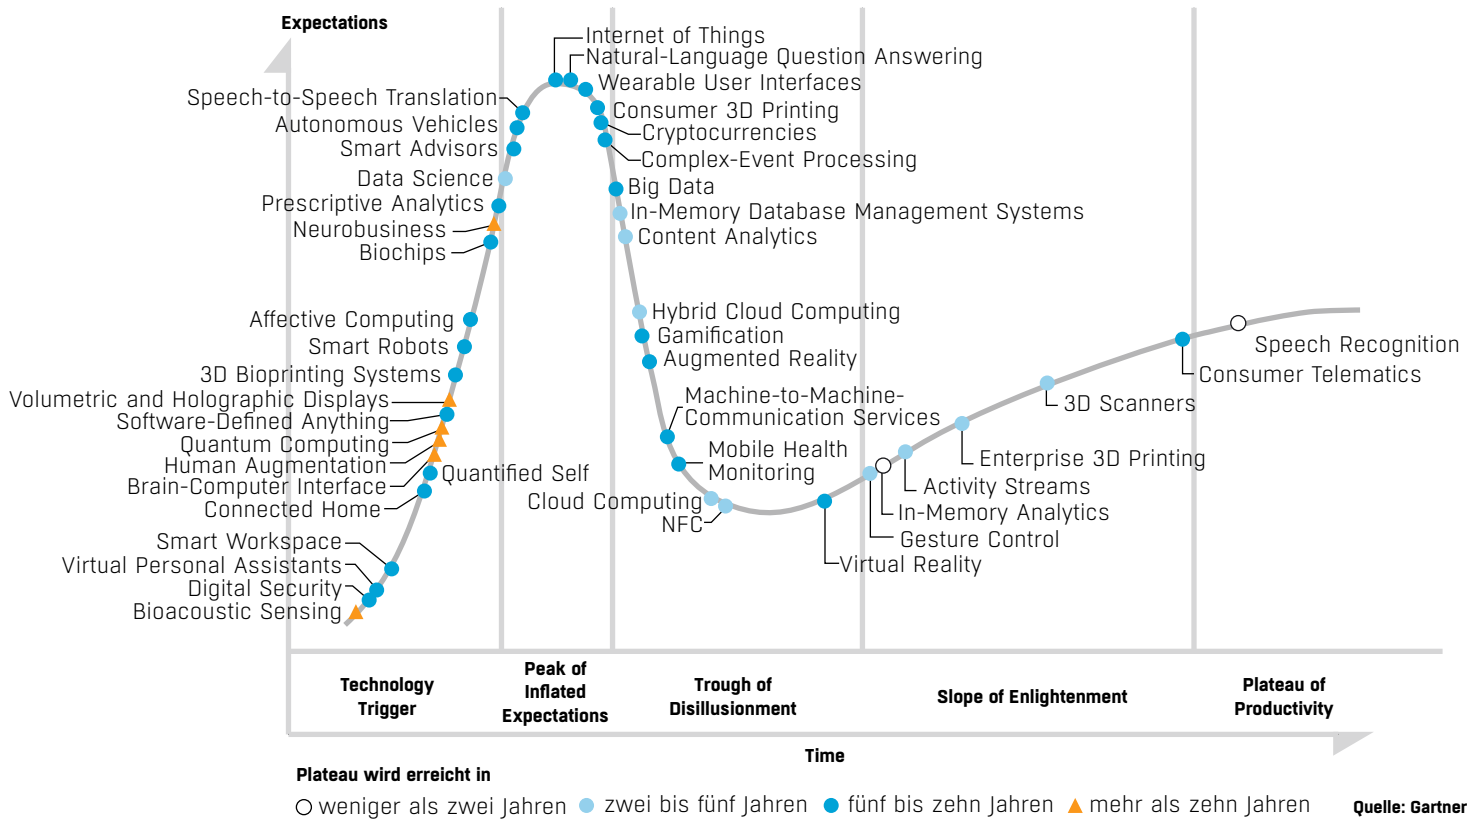 Expectations
Internet of Things
Natural-Language Question Answering
Wearable User Interfaces
Speech-to-Speech Translation
Consumer 3D Printing
Autonomous Vehicles
Cryptocurrencies
Smart Advisors
Complex-Event Processing
Data Science
Big Data
Prescriptive Analytics
In-Memory Database Management Systems
Neurobusiness
Content Analytics
Biochips
Hybrid Cloud Computing
Affective Computing
Gamification
Smart Robots
Augmented Reality
Speech Recognition
3D Bioprinting Systems
Consumer Telematics
Volumetric and Holographic Displays
Machine-to-Machine-
Communication Services
3D Scanners
Software-Defined Anything
Quantum Computing
Mobile Health
Monitoring
Human Augmentation
Enterprise 3D Printing
Quantified Self
Brain-Computer Interface
Activity Streams
Connected Home
Cloud Computing
In-Memory Analytics
NFC
Smart Workspace
Gesture Control
Virtual Personal Assistants
Virtual Reality
Digital Security
Bioacoustic Sensing
Technology
Trigger
Peak of
Inflated
Expectations
Trough of
Disillusionment
Slope of Enlightenment
Plateau of
Productivity
Time
Plateau wird erreicht in
weniger als zwei Jahren
zwei bis fünf Jahren
fünf bis zehn Jahren
mehr als zehn Jahren
Quelle: Gartner